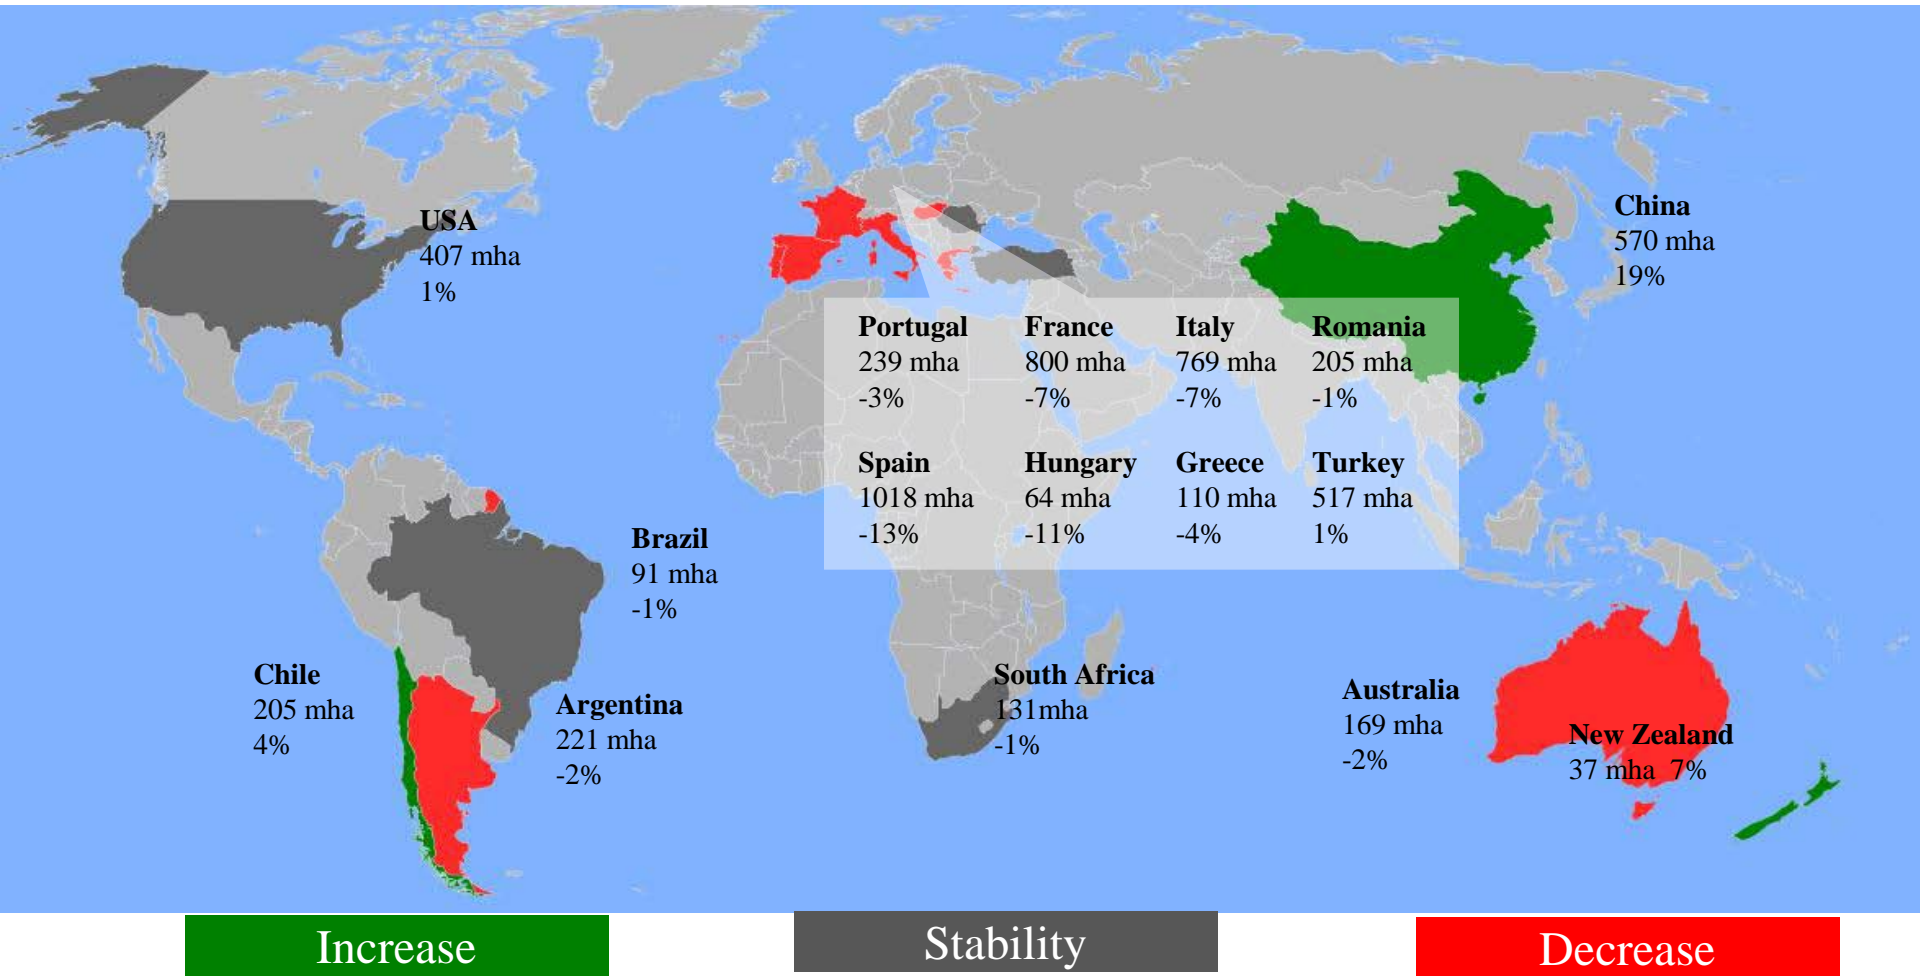 USA
407 mha
1%
China
570 mha
19%
Portugal
239 mha
-3%
France
800 mha
-7%
Italy
769 mha
-7%
Romania
205 mha
-1%
Spain
1018 mha
-13%
Hungary
64 mha
-11%
Greece
110 mha
-4%
Turkey
517 mha
1%
Brazil
91 mha
-1%
Chile
205 mha
4%
Argentina
221 mha
-2%
South Africa
131mha
-1%
Australia
169 mha
-2%
New Zealand
37 mha 7%
Increase
Stability
Decrease